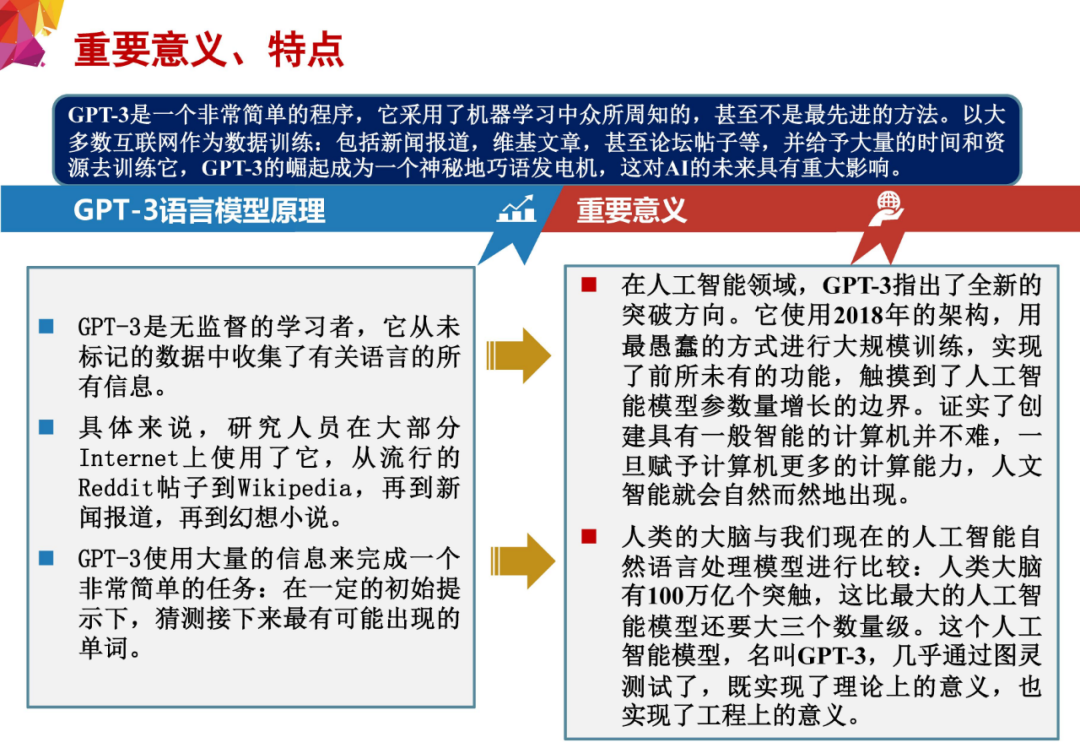 重要意义、特点
GPT-3是一个非常简单的程序，它采用了机器学习中众所周知的，甚至不是最先进的方法。以大
多数互联网作为数据训练：包括新闻报道，维基文章，甚至论坛帖子等，并给予大量的时间和资
源去训练它，GPT-3的崛起成为一个神秘地巧语发电机，这对AI的未来具有重大影响。
GPT-3语言模型原理
重要意义
GPT-3是无监督的学习者，它从未
标记的数据中收集了有关语言的所
有信息。
具体来说，研究人员在大部分
Internet上使用了它，从流行的
Reddit帖子到Wikipedia，再到新
闻报道，再到幻想小说。
GPT-3使用大量的信息来完成一个
非常简单的任务：在一定的初始提
示下，猜测接下来最有可能出现的
单词。
在人工智能领域，GPT-3指出了全新的
突破方向。它使用2018年的架构，用
最愚蠢的方式进行大规模训练，实现
了前所未有的功能，触摸到了人工智
能模型参数量增长的边界。证实了创
建具有一般智能的计算机并不难，一
旦赋予计算机更多的计算能力，人文
智能就会自然而然地出现。
人类的大脑与我们现在的人工智能自
然语言处理模型进行比较：人类大脑
有100万亿个突触，这比最大的人工智
能模型还要大三个数量级。这个人工
智能模型，名叫GPT-3，几乎通过图灵
测试了，既实现了理论上的意义，也
实现了工程上的意义。